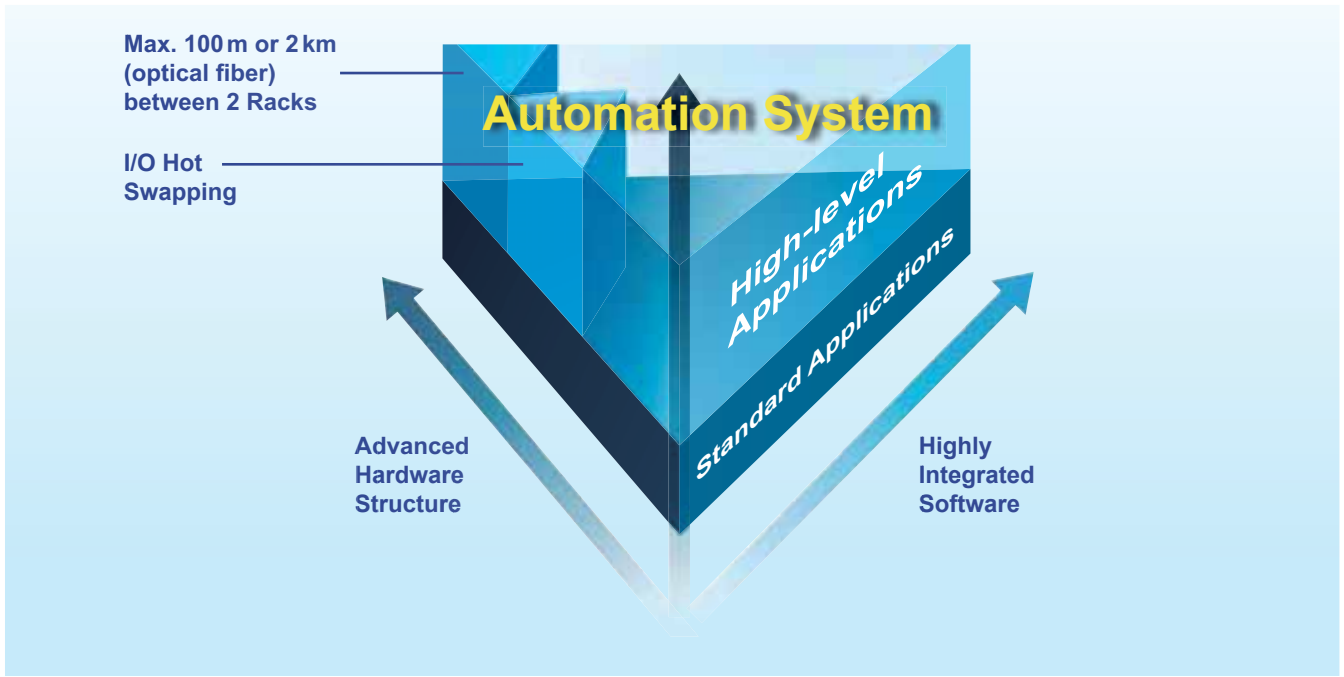 Max. 100 m or 2 km
(optical fiber)
between 2 Racks
Automation System
I/O Hot
Swapping
High-level
Applications
Standard Applications
Advanced
Hardware
Structure
Highly
Integrated
Software